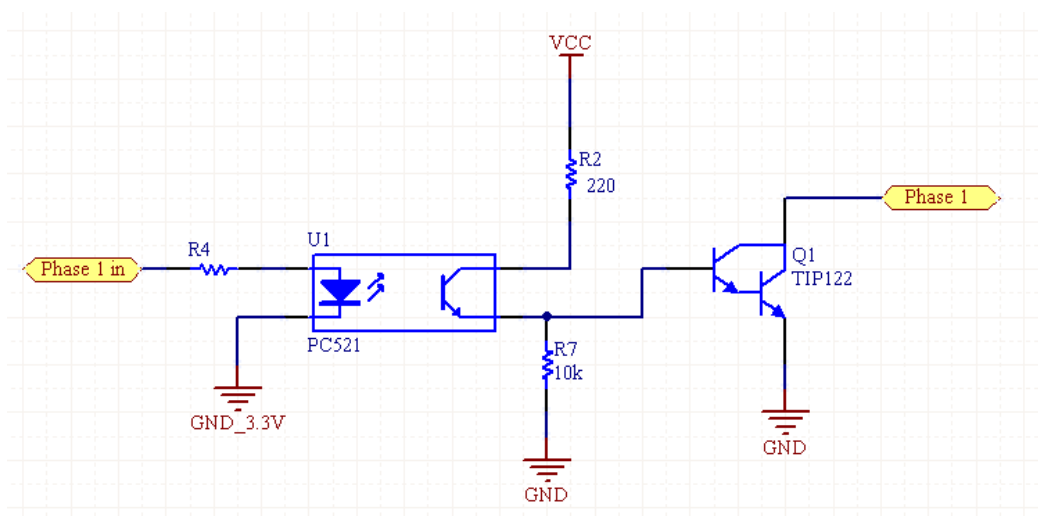 VCC
R2
220
Phase 1
U1
R4
Phase 1 in
Q1
TIP122
PC521
R7
10k
GND_3.3V
GND
GND